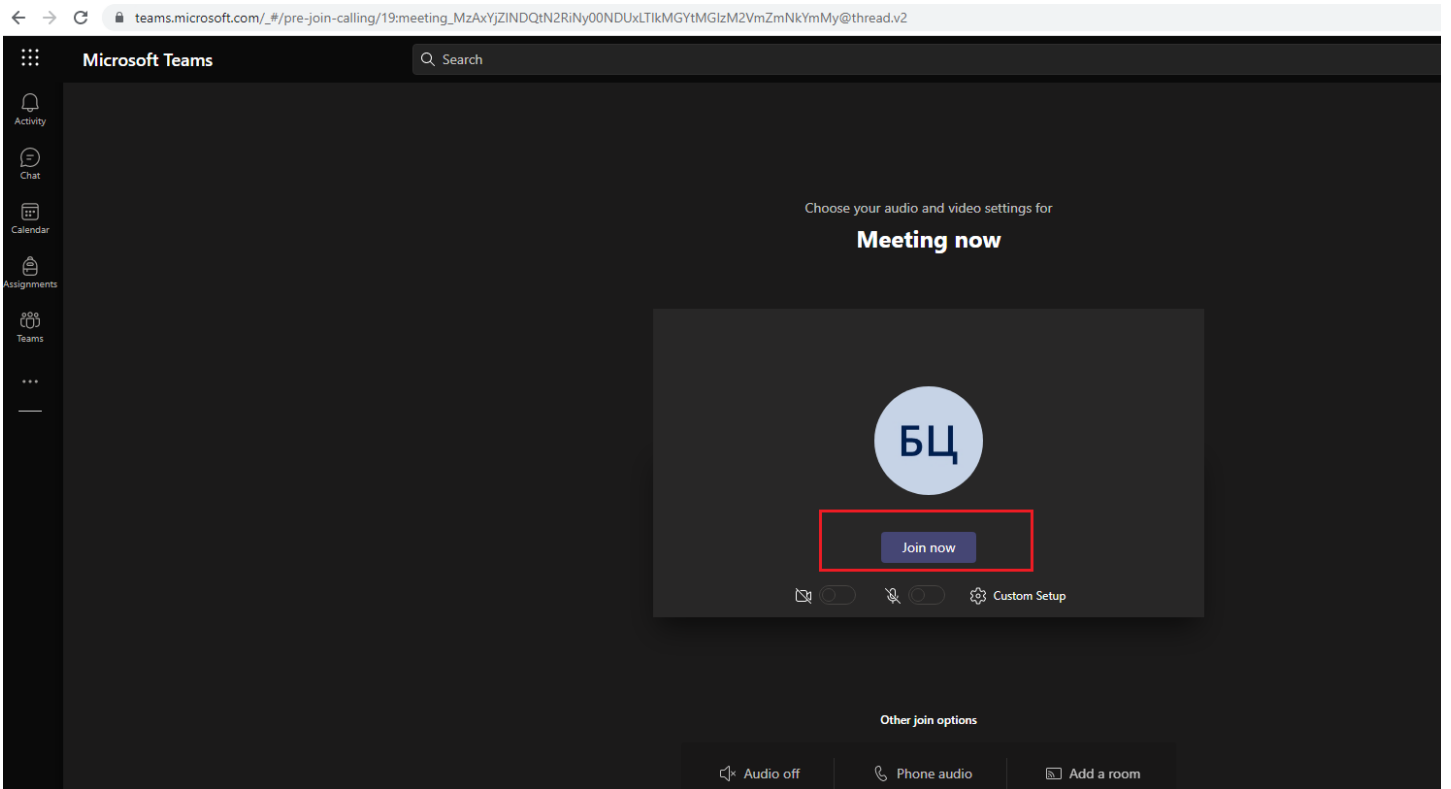 teams.microsoft.com/_#/pre-join-calling/19:meeting_MzAxYjZlNDQtN2RiNy00NDUxLTlkMGYtMGIzM2VmZmNkYmMy@thread.v2
Microsoft Teams
Search
Activity
Chat
Calendar
Assignments
Teams
Choose your audio and video settings for
Meeting now
БЦ
Join now
Custom Setup
Other join options
Audio off
Phone audio
Add a room